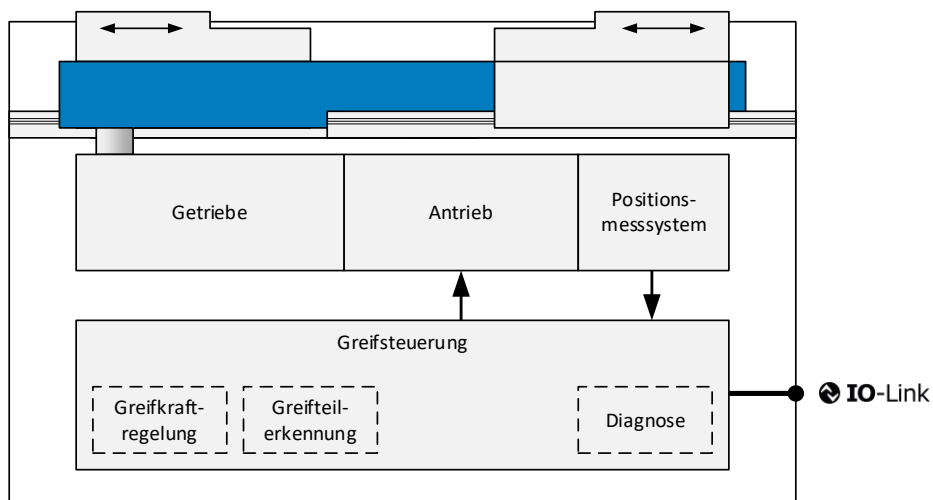 Getriebe
Antrieb
Positions-
messsystem
Greifsteuerung
Greifkraft-
regelung
Greifteil-
erkennung
Diagnose
IO-Link